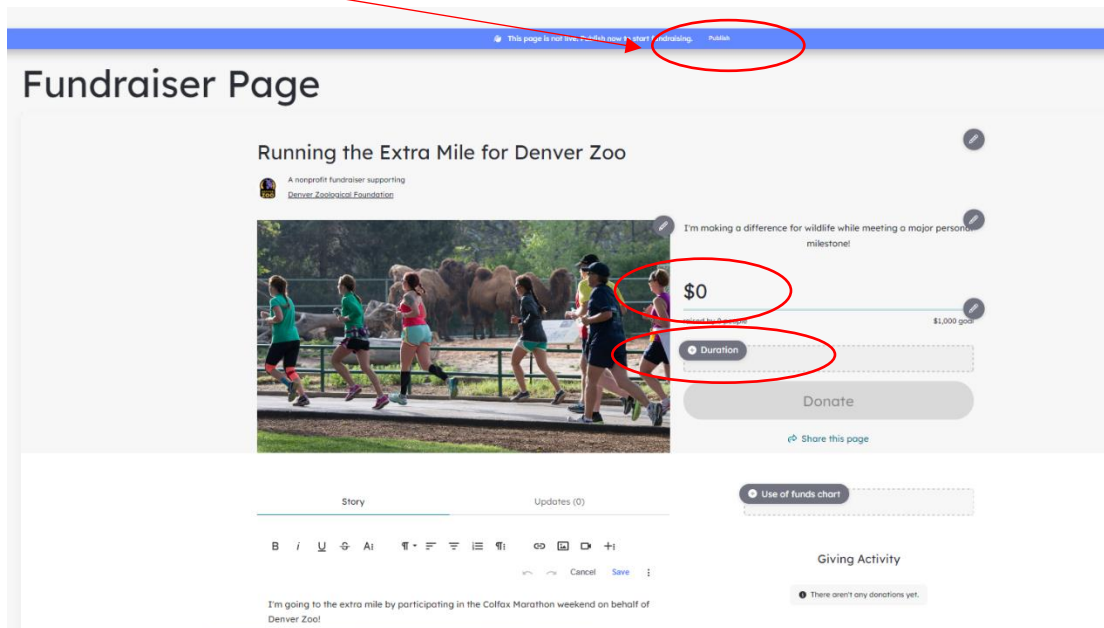 This page is not live. Publish now to start fundraising. Publish
Fundraiser Page
Running the Extra Mile for Denver Zoo
A nonprofit fundraiser supporting
Denver Zoological Foundation
I'm making a difference for wildlife while meeting a major personal
milestone!
$0
raised by 0 people
$1,000 goal
Duration
Donate
Share this page
Story
Updates (0)
Use of funds chart
B i U S A
Cancel Save
Giving Activity
There aren't any donations yet.
I'm going to the extra mile by participating in the Colfax Marathon weekend on behalf of
Denver Zoo!